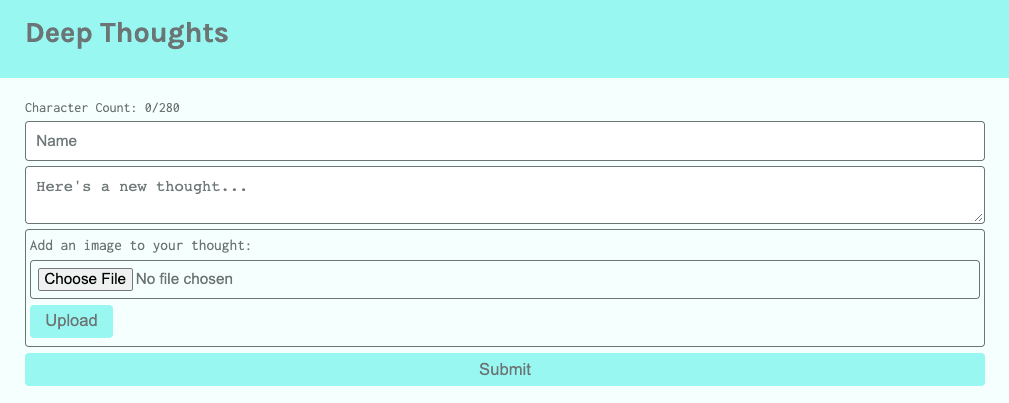 Deep Thoughts
Character Count: 0/280
Name
Here's a new thought...
Add an image to your thought:
Choose File No file chosen
Upload
Submit